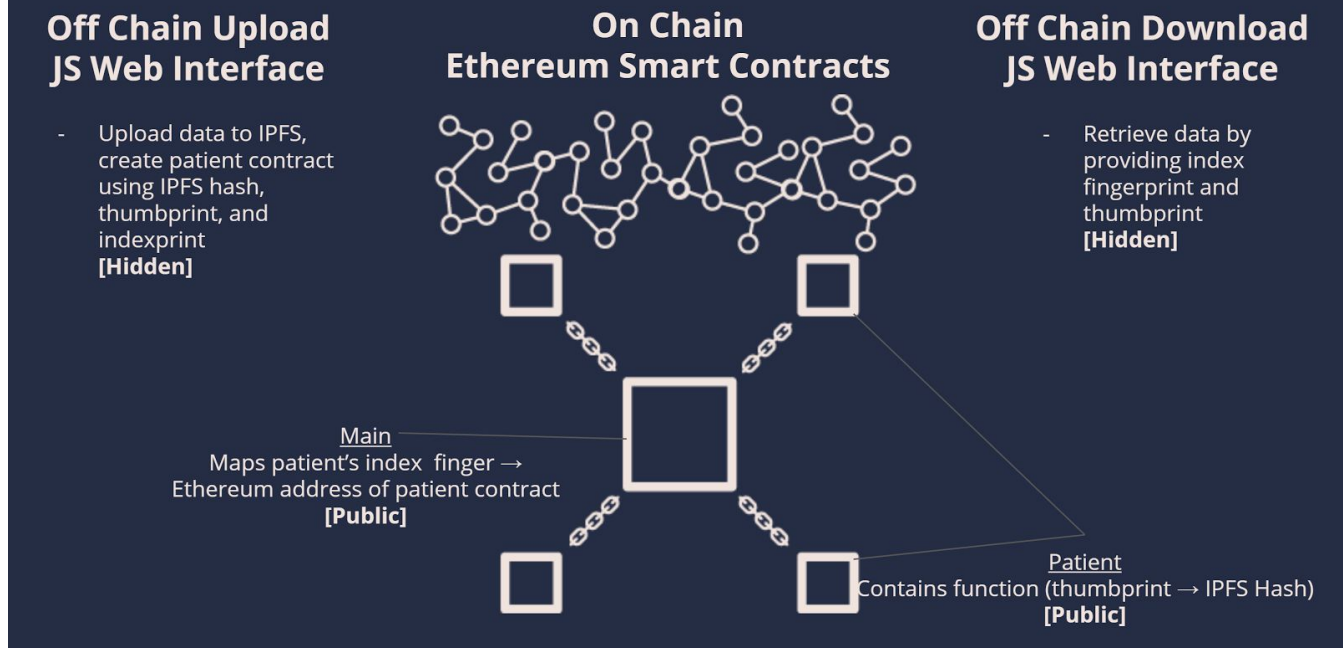 Off Chain Upload
JS Web Interface
- Upload data to IPFS,
create patient contract
using IPFS hash,
thumbprint, and
indexprint
[Hidden]
On Chain
Ethereum Smart Contracts
Off Chain Download
JS Web Interface
- Retrieve data by
providing index
fingerprint and
thumbprint
[Hidden]
Main
Maps patient’s index finger →
Ethereum address of patient contract
[Public]
Patient
Contains function (thumbprint → IPFS Hash)
[Public]